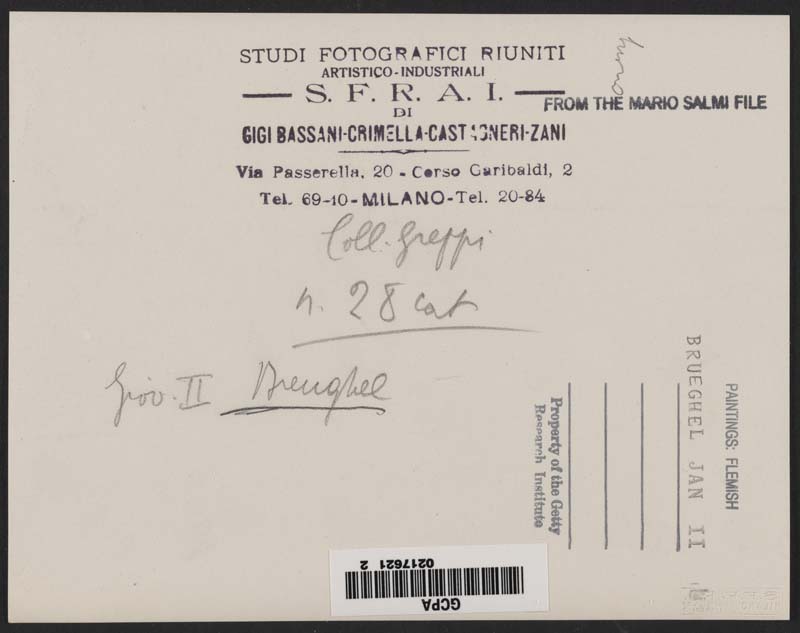 STUDI FOTOGRAFICI RIUNITI
ARTISTICO-INDUSTRIALI
S. F. R. A. I.
DI
GIGI BASSANI-CRIMELLA-CASTAGNERI-ZANI
Via Passerella, 20 - Corso Garibaldi, 2
Tel. 69-10 - MILANO - Tel. 20-84
FROM THE MARIO SALMI FILE
Coll. Greppi
n. 28 cat
Giov. II Breughel
PAINTINGS: FLEMISH
BRUEGHEL JAN II
Property of the Getty
Research Institute
GCPA
0217621 2